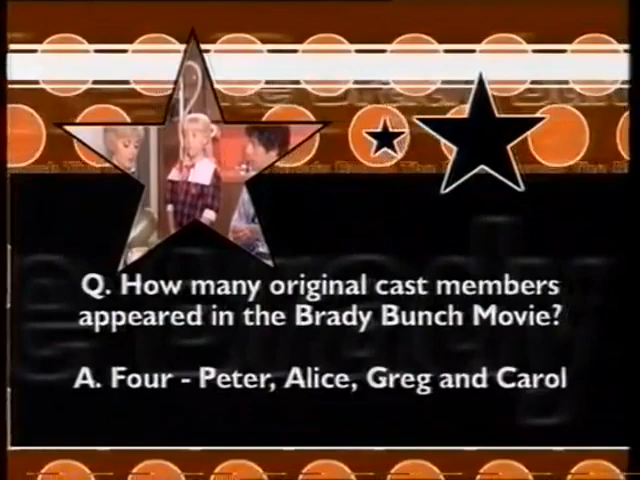 Q. How many original cast members
appeared in the Brady Bunch Movie?
A. Four - Peter, Alice, Greg and Carol